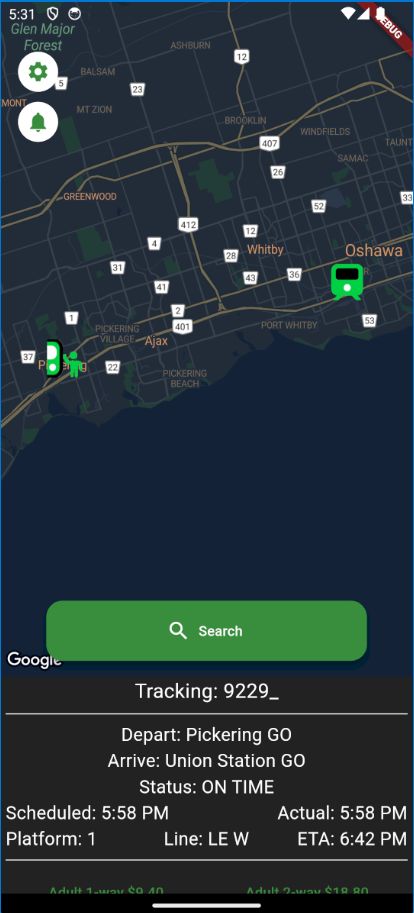 5:31
DEBUG
Glen Major
Forest
ASHBURN
12
5
BALSAM
23
MONT
MT ZION
BROOKLIN
WINDFIELDS
407
TAUNT
SAMAC
26
GREENWOOD
33
52
412
12
4
Whitby
Oshawa
28
31
43
36
41
2
1
401
PORT WHITBY
53
PICKERING
VILLAGE
Ajax
37
22
PICKERING
BEACH
Search
Google
Tracking: 9229_
Depart: Pickering GO
Arrive: Union Station GO
Status: ON TIME
Scheduled: 5:58 PM Actual: 5:58 PM
Platform: 1 Line: LE W ETA: 6:42 PM
Adult 1-way $9.40 Adult 2-way $18.80